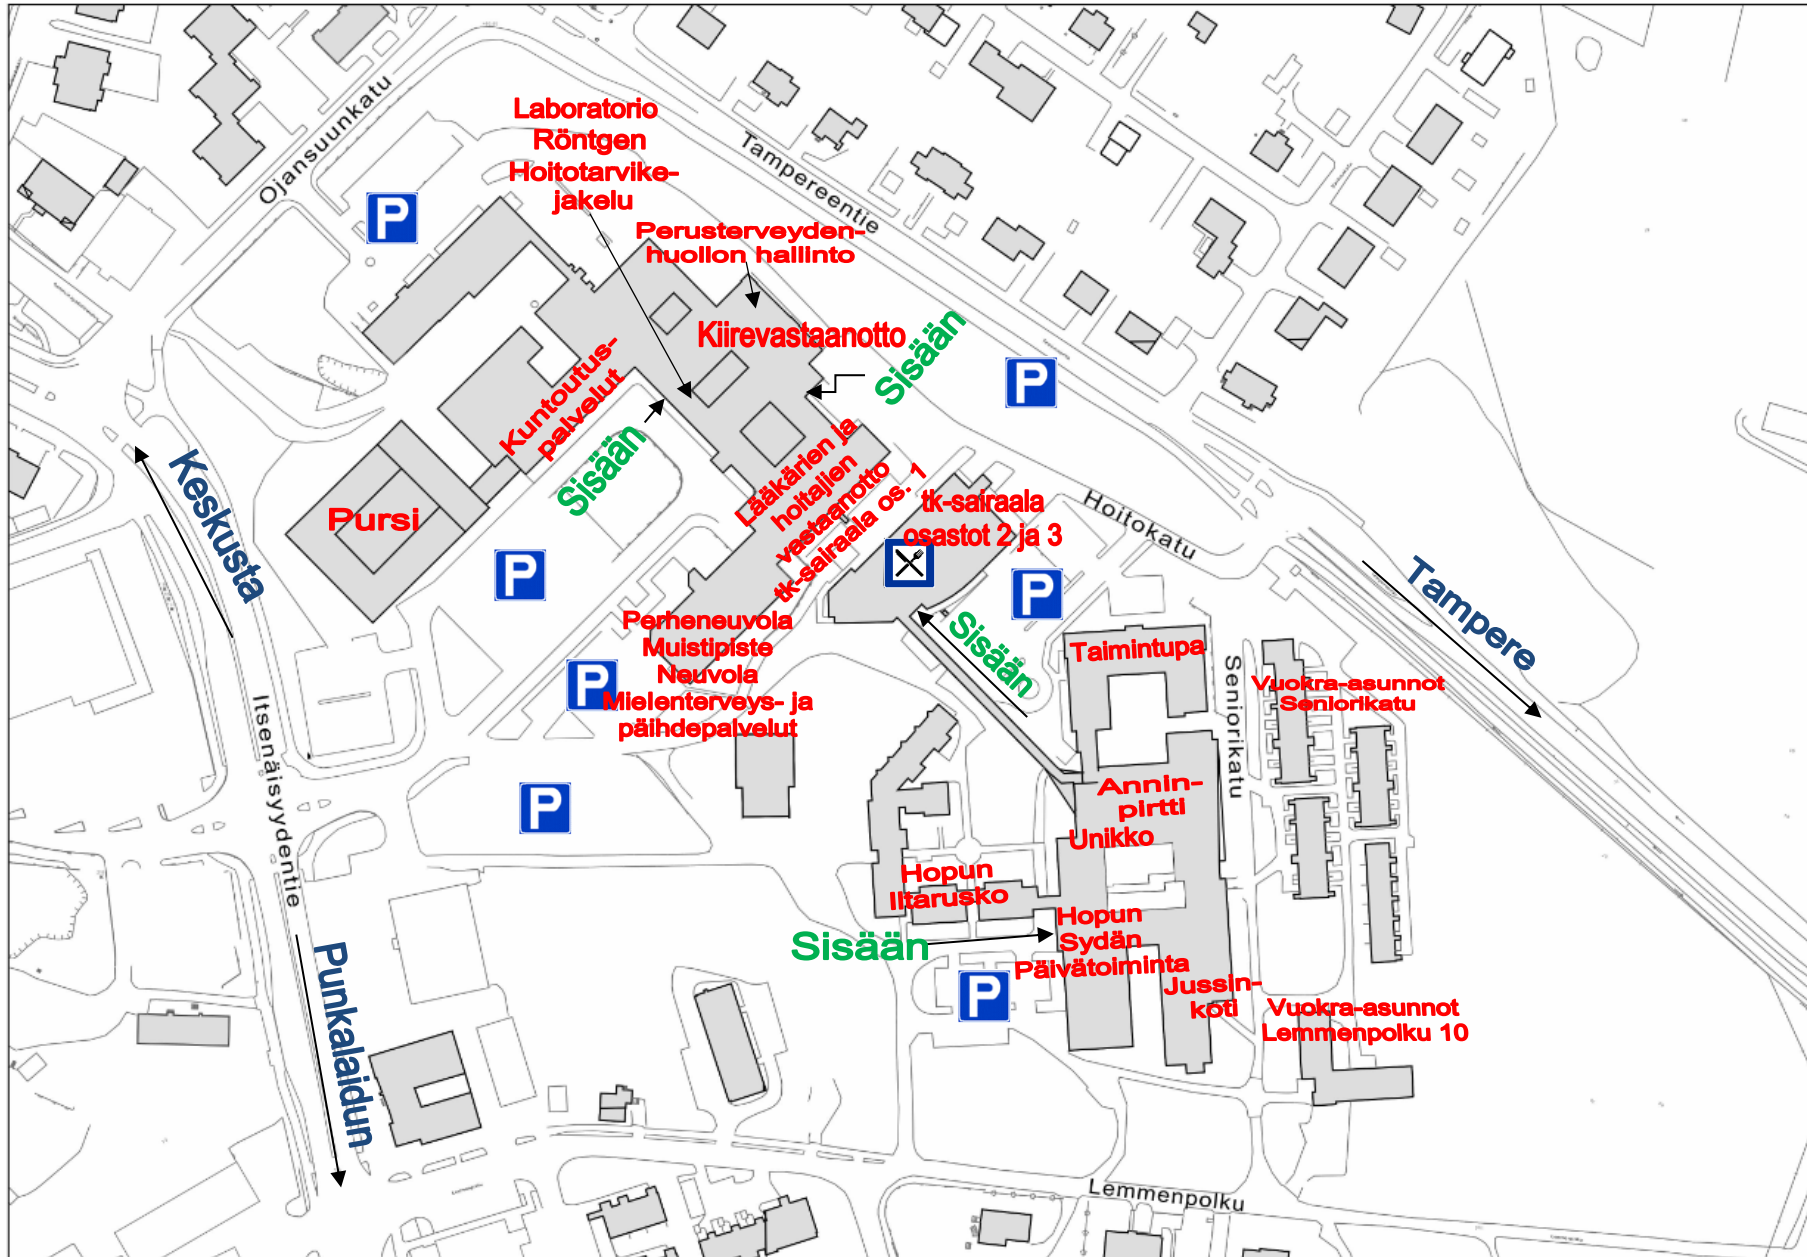 Ojansuunkatu
P
Laboratorio
Röntgen
Hoitotarvike-
jakelu
Tampereentie
Perusterveyden-
huollon hallinto
Kiirevastaanotto
Sisään
P
Kuntoutus-
palvelut
Sisään
Keskusta
Pursi
P
Lääkärien ja
hoitajien
vastaanotto
tk-sairaala os. 1
tk-sairaala
osastot 2 ja 3
Hoitokatu
P
Sisään
Tampere
Perheneuvola
Muistipiste
Neuvola
Mielenterveys- ja
päihdepalvelut
P
Taimintupa
Seniorikatu
Vuokra-asunnot
Seniorikatu
Itsenäisyydentie
P
Annin-
pirtti
Unikko
Hopun
Iltarusko
Hopun
Sydän
Päivätoiminta
Sisään
P
Jussin-
koti
Vuokra-asunnot
Lemmenpolku 10
Punkalaidun
Lemmenpolku